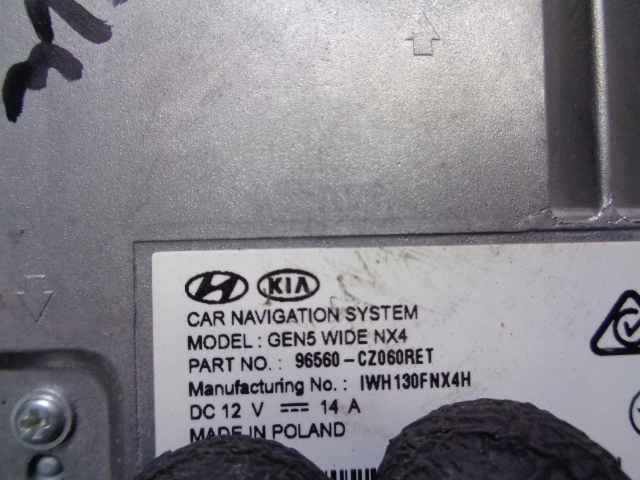 KIA
CAR NAVIGATION SYSTEM
MODEL : GEN5 WIDE NX4
PART NO. : 96560-CZ060RET
Manufacturing No. : IWH130FNX4H
DC 12 V ⎓ 14 A
MADE IN POLAND